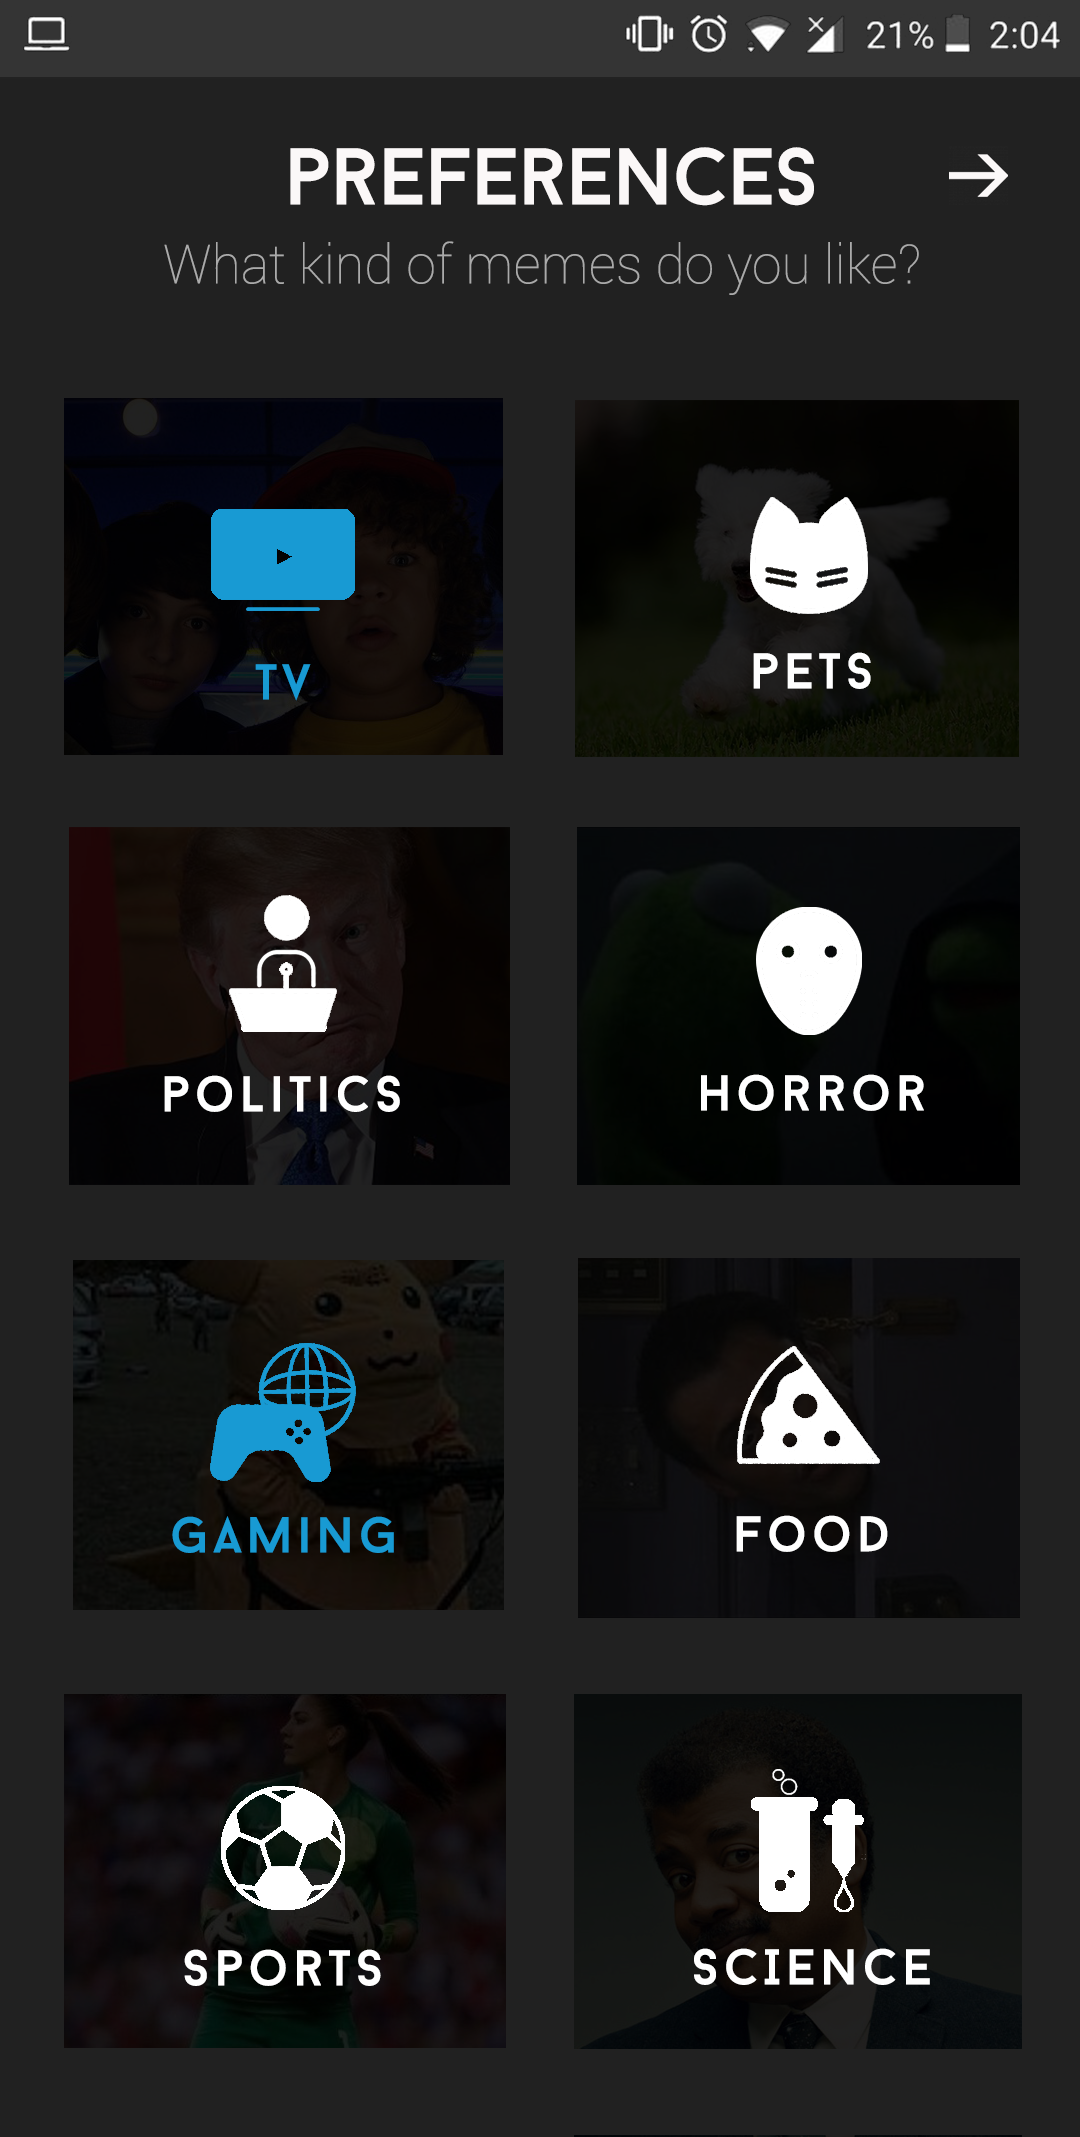 21% 2:04
PREFERENCES
What kind of memes do you like?
TV
PETS
POLITICS
HORROR
GAMING
FOOD
SPORTS
SCIENCE